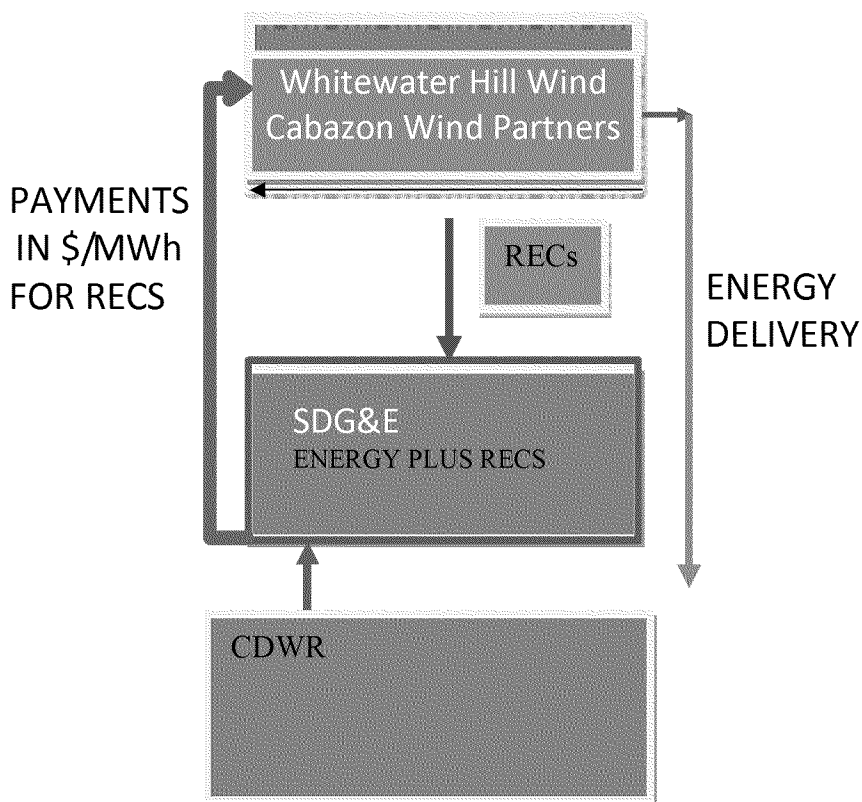 Whitewater Hill Wind
Cabazon Wind Partners
PAYMENTS
IN $/MWh
FOR RECS
RECs
ENERGY
DELIVERY
SDG&E
ENERGY PLUS RECS
CDWR